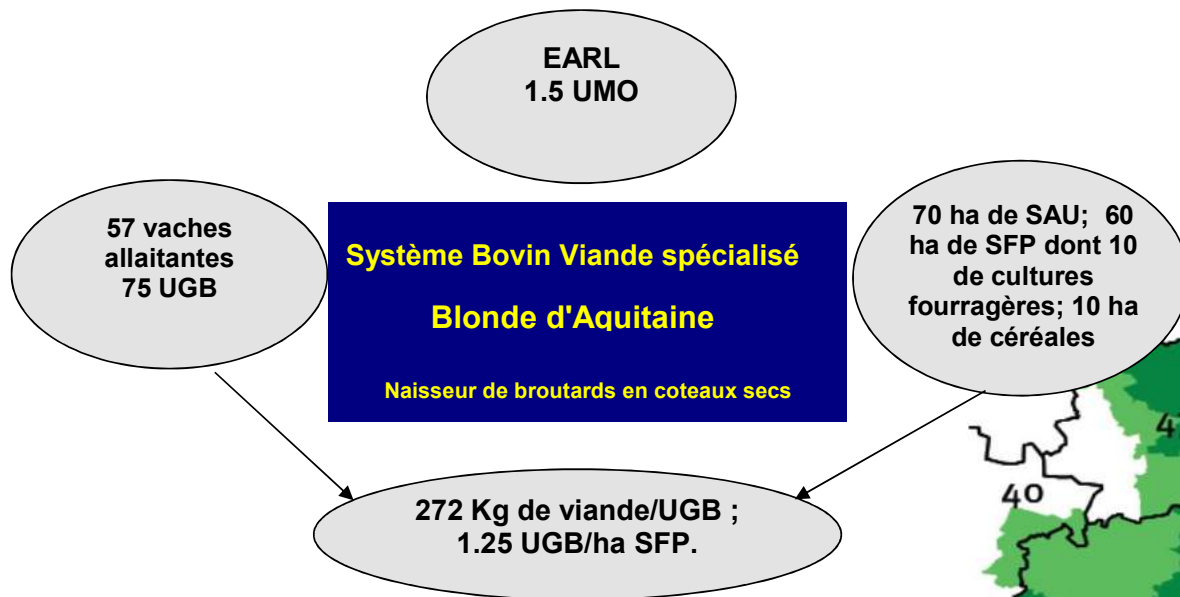 EARL
1.5 UMO
57 vaches
allaitantes
75 UGB
Système Bovin Viande spécialisé
Blonde d'Aquitaine
Naisseur de broutards en coteaux secs
70 ha de SAU; 60
ha de SFP dont 10
de cultures
fourragères; 10 ha
de céréales
272 Kg de viande/UGB ;
1.25 UGB/ha SFP.
40